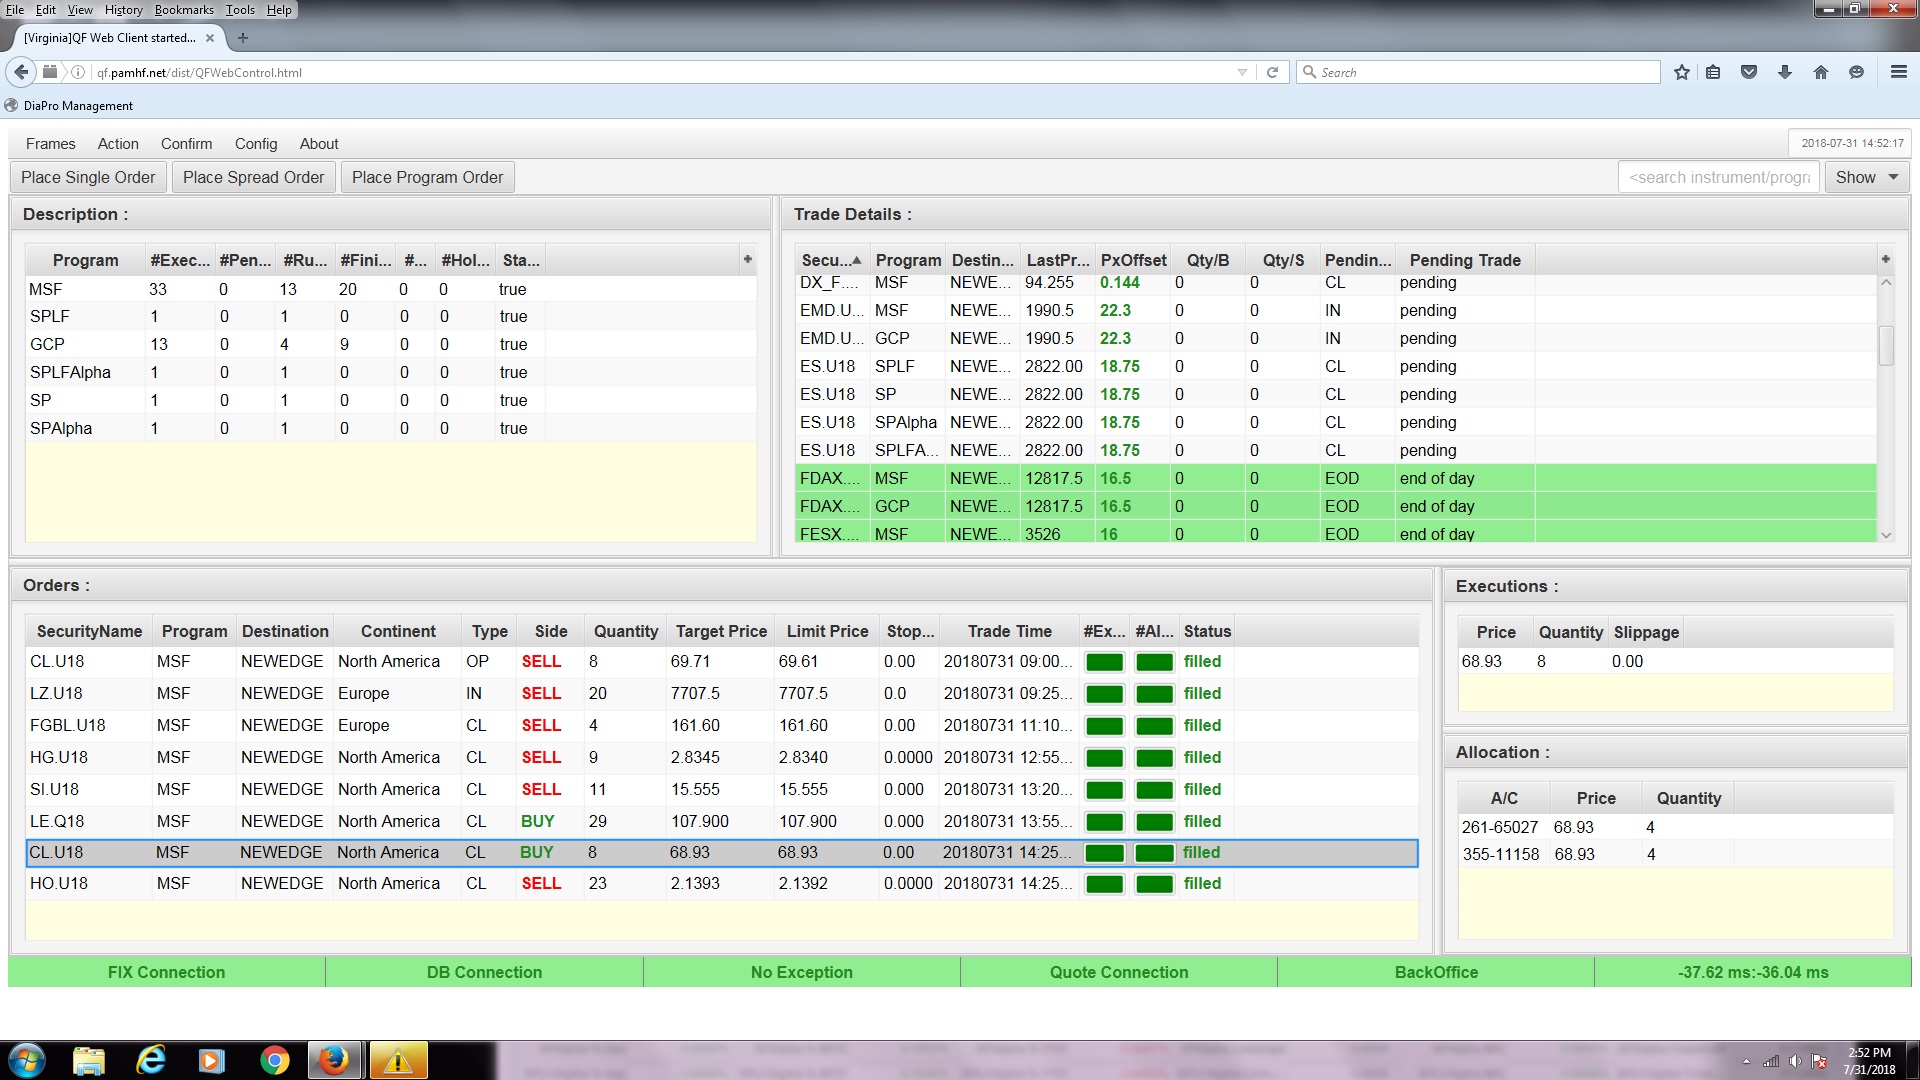 File Edit View History Bookmarks Tools Help
[Virginia]QF Web Client started...
qf.pamhf.net/dist/QFWebControl.html
Search
DiaPro Management
Frames Action Confirm Config About
2018-07-31 14:52:17
Place Single Order Place Spread Order Place Program Order
<search instrument/progra
Show
Description :
Program #Exec... #Pen... #Ru... #Fini... #... #Hol... Sta... +
MSF 33 0 13 20 0 0 true
SPLF 1 0 1 0 0 0 true
GCP 13 0 4 9 0 0 true
SPLFAlpha 1 0 1 0 0 0 true
SP 1 0 1 0 0 0 true
SPAlpha 1 0 1 0 0 0 true
Trade Details :
Secu... Program Destin... LastPr... PxOffset Qty/B Qty/S Pendin... Pending Trade +
DX_F.... MSF NEWE... 94.255 0.144 0 0 CL pending
EMD.U... MSF NEWE... 1990.5 22.3 0 0 IN pending
EMD.U... GCP NEWE... 1990.5 22.3 0 0 IN pending
ES.U18 SPLF NEWE... 2822.00 18.75 0 0 CL pending
ES.U18 SP NEWE... 2822.00 18.75 0 0 CL pending
ES.U18 SPAlpha NEWE... 2822.00 18.75 0 0 CL pending
ES.U18 SPLFA... NEWE... 2822.00 18.75 0 0 CL pending
FDAX.... MSF NEWE... 12817.5 16.5 0 0 EOD end of day
FDAX.... GCP NEWE... 12817.5 16.5 0 0 EOD end of day
FESX.... MSF NEWE... 3526 16 0 0 EOD end of day
Orders :
SecurityName Program Destination Continent Type Side Quantity Target Price Limit Price Stop... Trade Time #Ex... #Al... Status
CL.U18 MSF NEWEDGE North America OP SELL 8 69.71 69.61 0.00 20180731 09:00... filled
LZ.U18 MSF NEWEDGE Europe IN SELL 20 7707.5 7707.5 0.0 20180731 09:25... filled
FGBL.U18 MSF NEWEDGE Europe CL SELL 4 161.60 161.60 0.00 20180731 11:10... filled
HG.U18 MSF NEWEDGE North America CL SELL 9 2.8345 2.8340 0.0000 20180731 12:55... filled
SI.U18 MSF NEWEDGE North America CL SELL 11 15.555 15.555 0.000 20180731 13:20... filled
LE.Q18 MSF NEWEDGE North America CL BUY 29 107.900 107.900 0.000 20180731 13:55... filled
CL.U18 MSF NEWEDGE North America CL BUY 8 68.93 68.93 0.00 20180731 14:25... filled
HO.U18 MSF NEWEDGE North America CL SELL 23 2.1393 2.1392 0.0000 20180731 14:25... filled
Executions :
Price Quantity Slippage
68.93 8 0.00
Allocation :
A/C Price Quantity
261-65027 68.93 4
355-11158 68.93 4
FIX Connection DB Connection No Exception Quote Connection BackOffice -37.62 ms:-36.04 ms
2:52 PM
7/31/2018